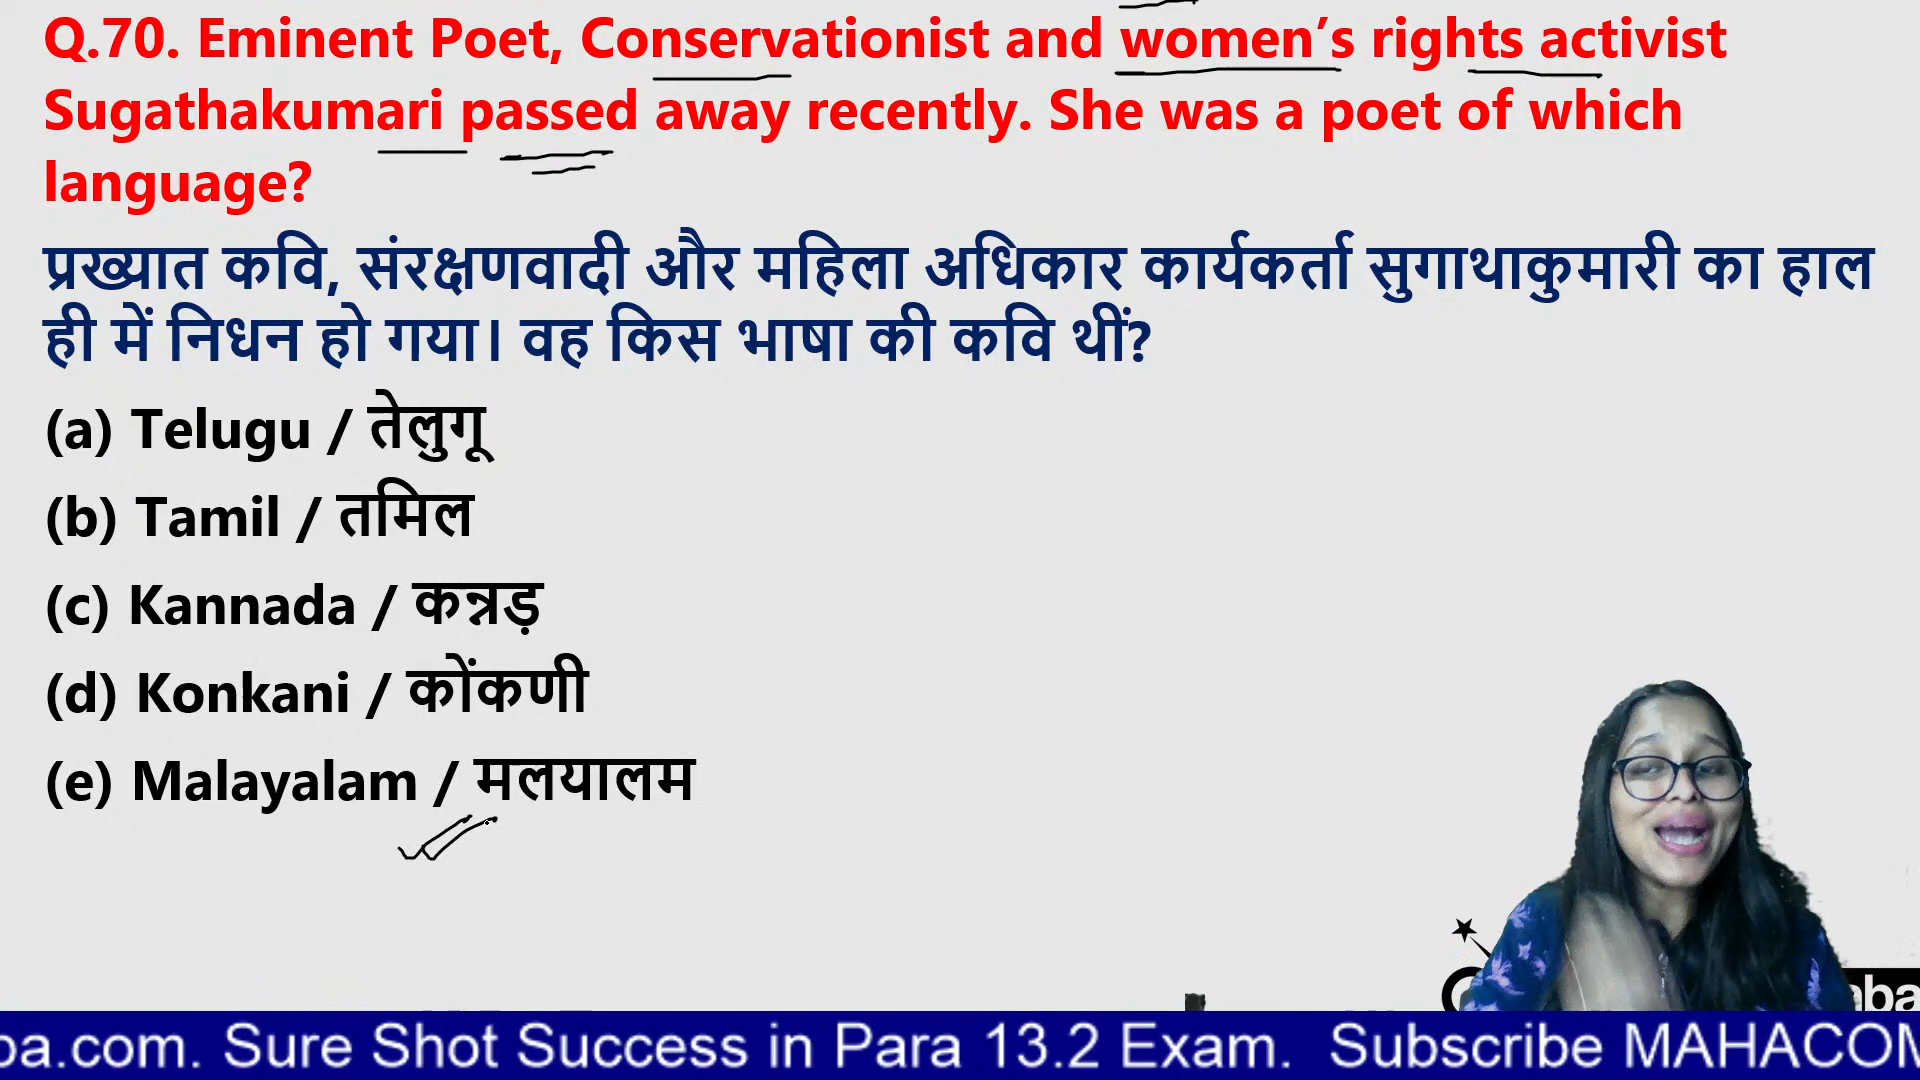 Q.70. Eminent Poet, Conservationist and women’s rights activist
Sugathakumari passed away recently. She was a poet of which
language?
प्रख्यात कवि, संरक्षणवादी और महिला अधिकार कार्यकर्ता सुगाथाकुमारी का हाल
ही में निधन हो गया। वह किस भाषा की कवि थीं?
(a) Telugu / तेलुगू
(b) Tamil / तमिल
(c) Kannada / कन्नड़
(d) Konkani / कोंकणी
(e) Malayalam / मलयालम
ba.com. Sure Shot Success in Para 13.2 Exam. Subscribe MAHACOM